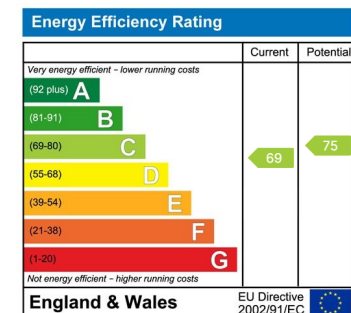 Energy Efficiency Rating
Current Potential
Very energy efficient – lower running costs
(92 plus) A
(81-91) B
(69-80) C
(55-68) D
(39-54) E
(21-38) F
(1-20) G
69
75
Not energy efficient – higher running costs
England & Wales
EU Directive
2002/91/EC